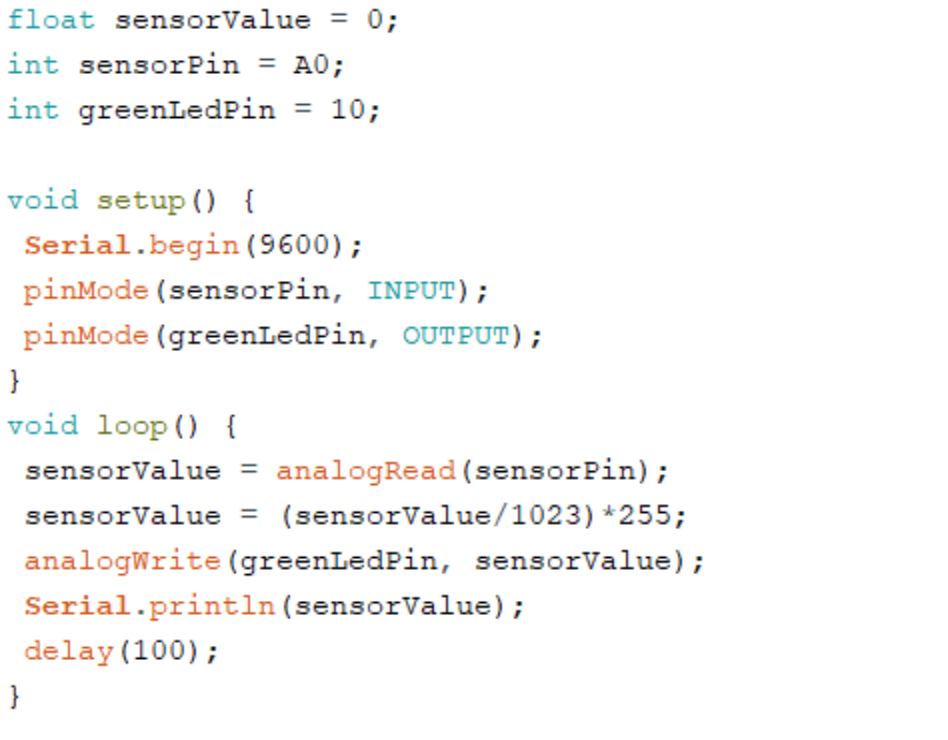 float sensorValue = 0;
int sensorPin = A0;
int greenLedPin = 10;
void setup() {
Serial.begin(9600);
pinMode(sensorPin, INPUT);
pinMode(greenLedPin, OUTPUT);
}
void loop() {
sensorValue = analogRead(sensorPin);
sensorValue = (sensorValue/1023)*255;
analogWrite(greenLedPin, sensorValue);
Serial.println(sensorValue);
delay(100);
}